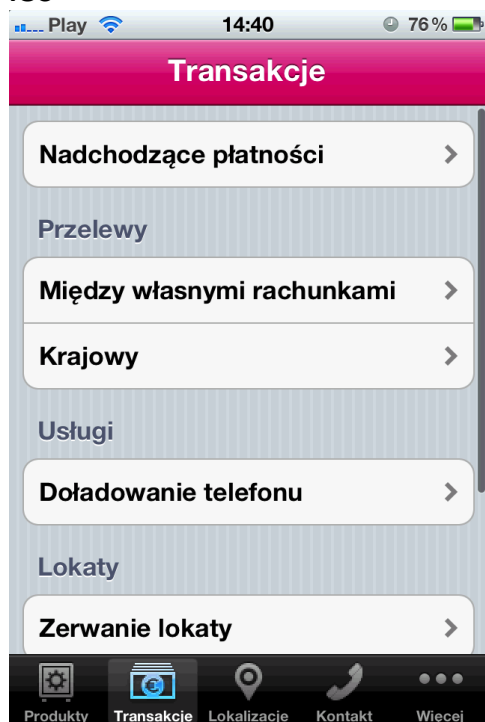 Play 14:40 76%
Transakcje
Nadchodzące płatności
Przelewy
Między własnymi rachunkami
Krajowy
Usługi
Doładowanie telefonu
Lokaty
Zerwanie lokaty
Produkty Transakcje Lokalizacje Kontakt Więcej